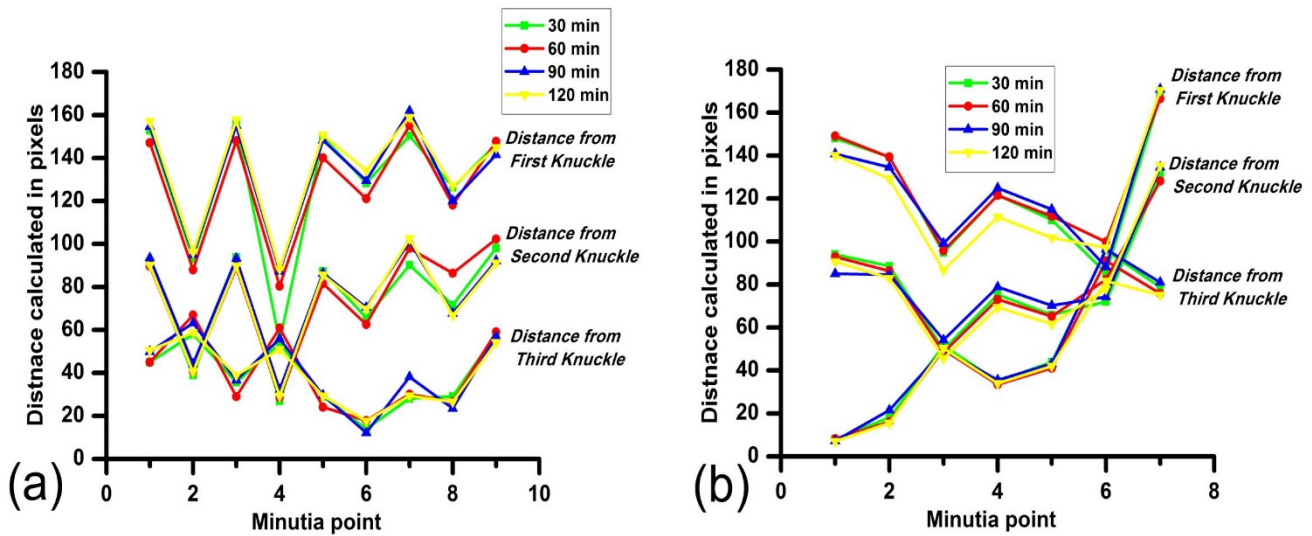 30 min
60 min
90 min
120 min
180
160
140
120
100
80
60
40
20
0
Distnace calculated in pixels
Distance from
First Knuckle
Distance from
Second Knuckle
Distance from
Third Knuckle
0 2 4 6 8 10
Minutia point
(a)
30 min
60 min
90 min
120 min
180
160
140
120
100
80
60
40
20
0
Distnace calculated in pixels
Distance from
First Knuckle
Distance from
Second Knuckle
Distance from
Third Knuckle
0 2 4 6 8
Minutia point
(b)